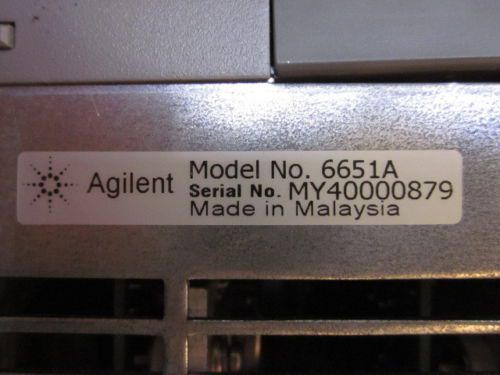 Agilent
Model No. 6651A
Serial No. MY40000879
Made in Malaysia